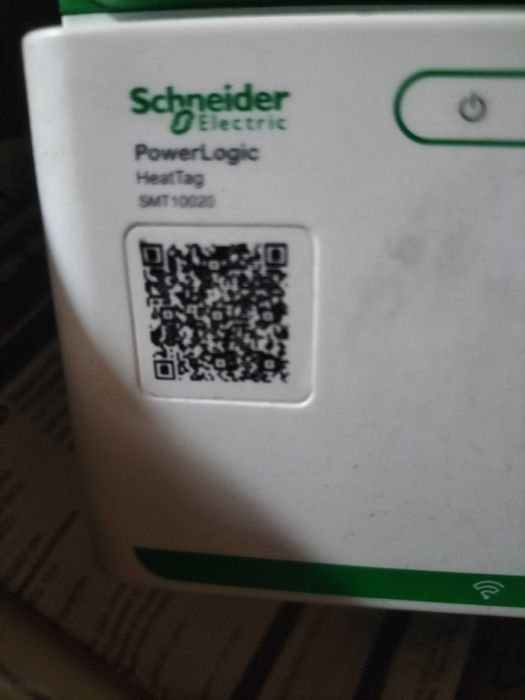 Schneider
Electric
PowerLogic
HeatTag
SMT10020